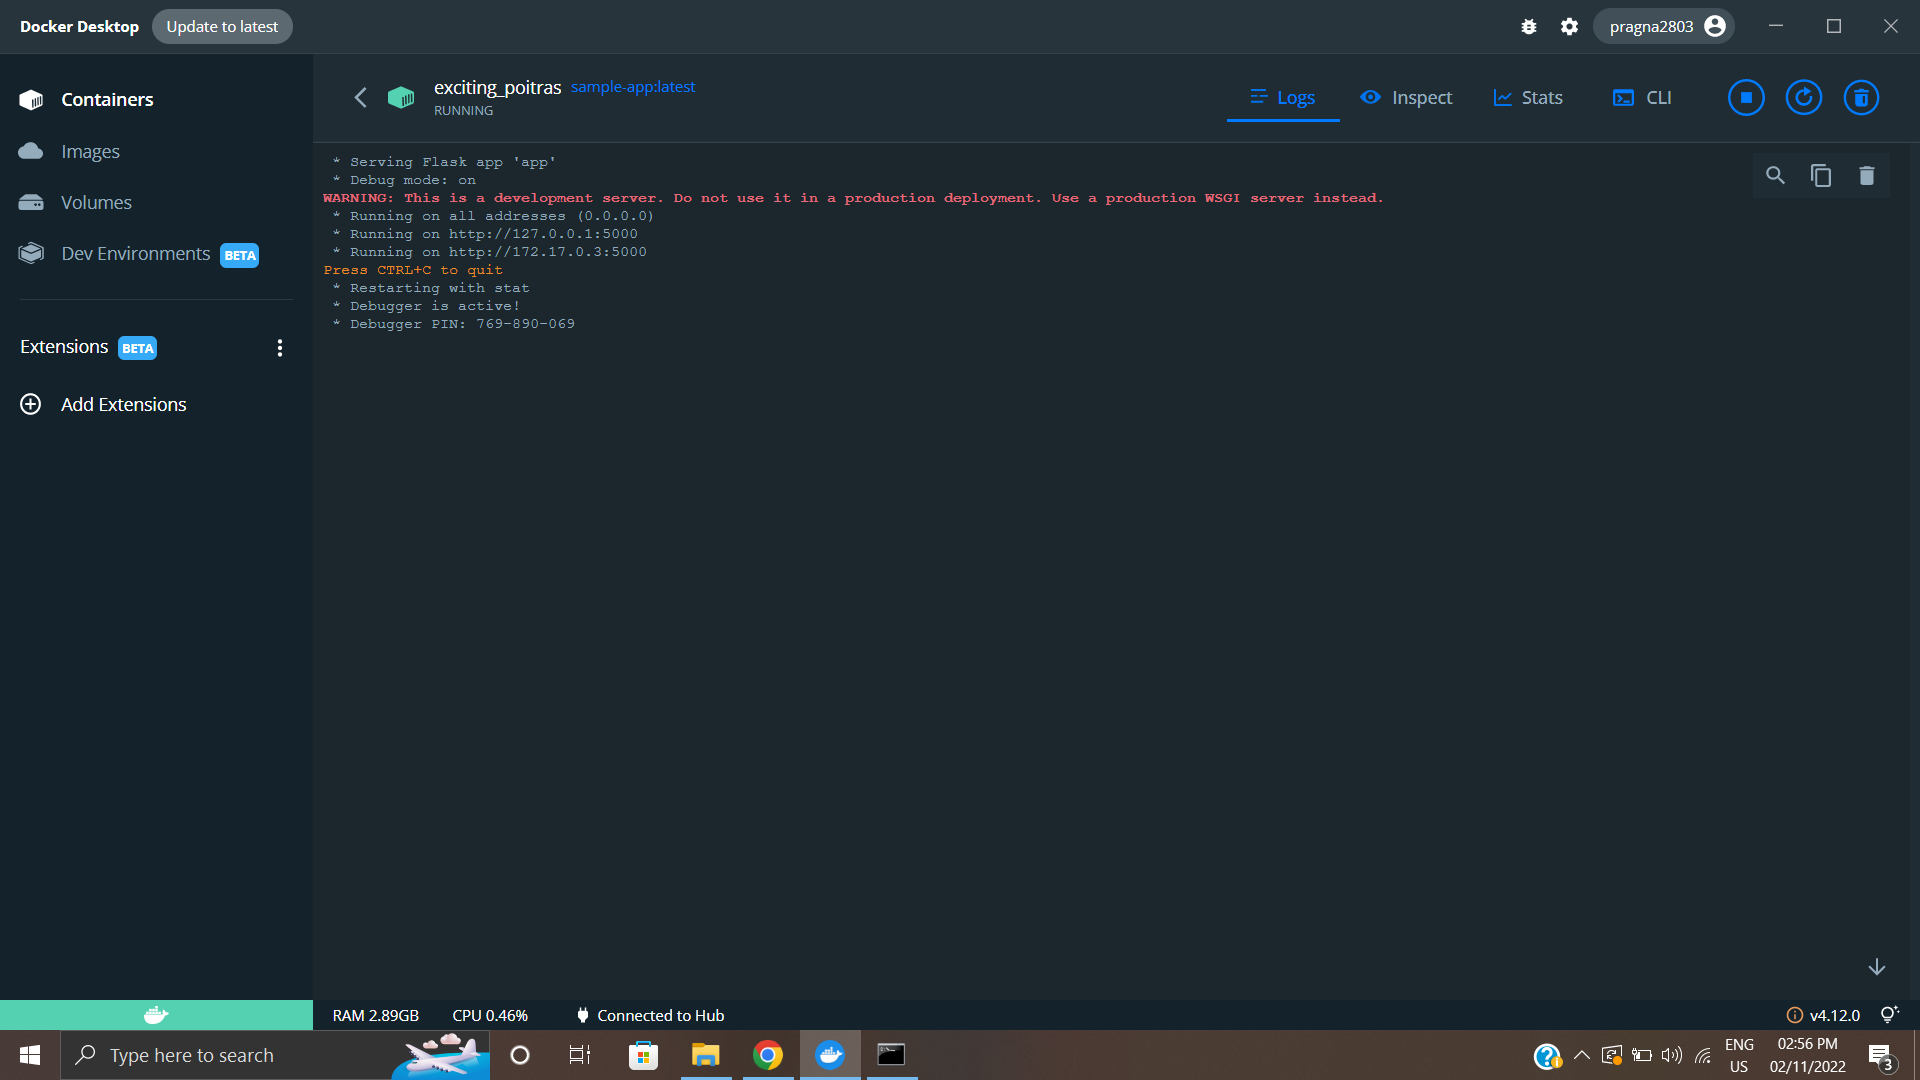 Docker Desktop Update to latest pragna2803
Containers
Images
Volumes
Dev Environments BETA
Extensions BETA
Add Extensions
exciting_poitras sample-app:latest
RUNNING
Logs Inspect Stats CLI
* Serving Flask app 'app'
* Debug mode: on
WARNING: This is a development server. Do not use it in a production deployment. Use a production WSGI server instead.
* Running on all addresses (0.0.0.0)
* Running on http://127.0.0.1:5000
* Running on http://172.17.0.3:5000
Press CTRL+C to quit
* Restarting with stat
* Debugger is active!
* Debugger PIN: 769-890-069
RAM 2.89GB CPU 0.46% Connected to Hub v4.12.0
Type here to search
ENG
US
02:56 PM
02/11/2022
3